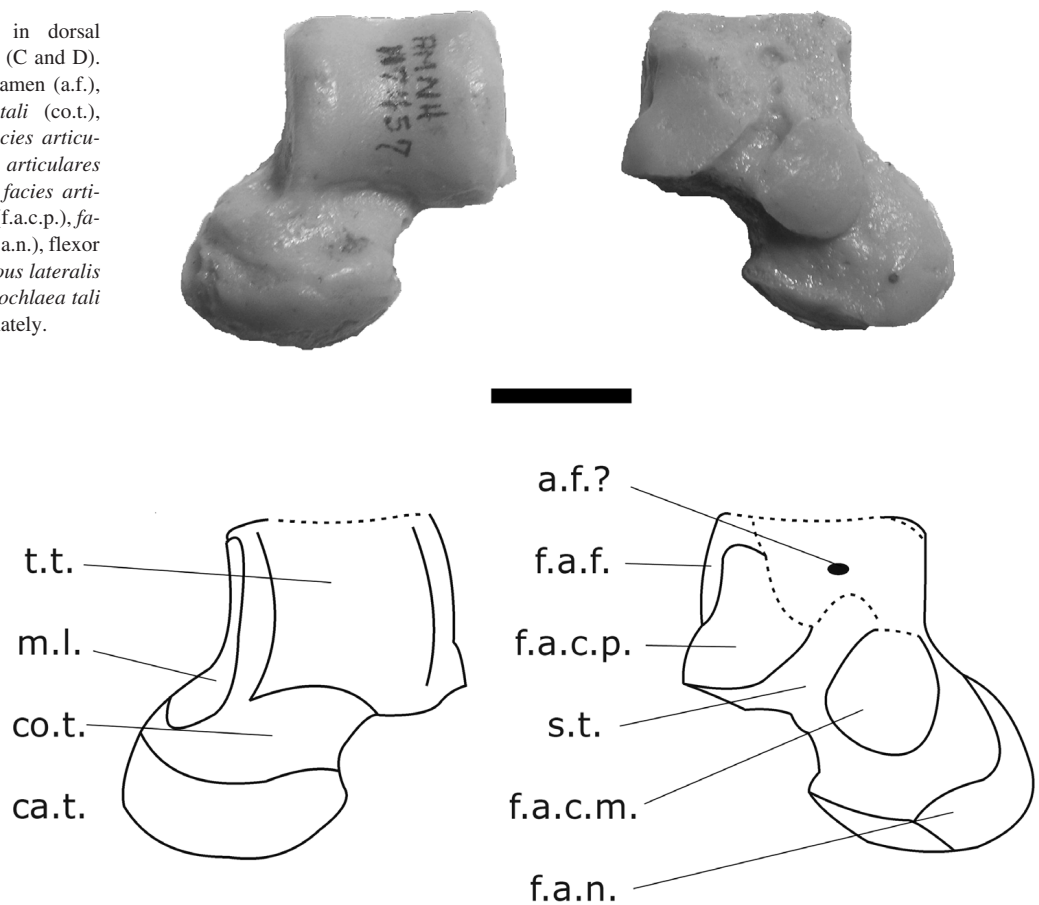 in dorsal
(C and D).
amen (a.f.),
tali (co.t.),
cies articu-
articulares
facies arti-
f.a.c.p.), fa-
a.n.), flexor
ous lateralis
ochlaea tali
ately.
AMNH
117457
t.t.
m.l.
co.t.
ca.t.
a.f.?
f.a.f.
f.a.c.p.
s.t.
f.a.c.m.
f.a.n.